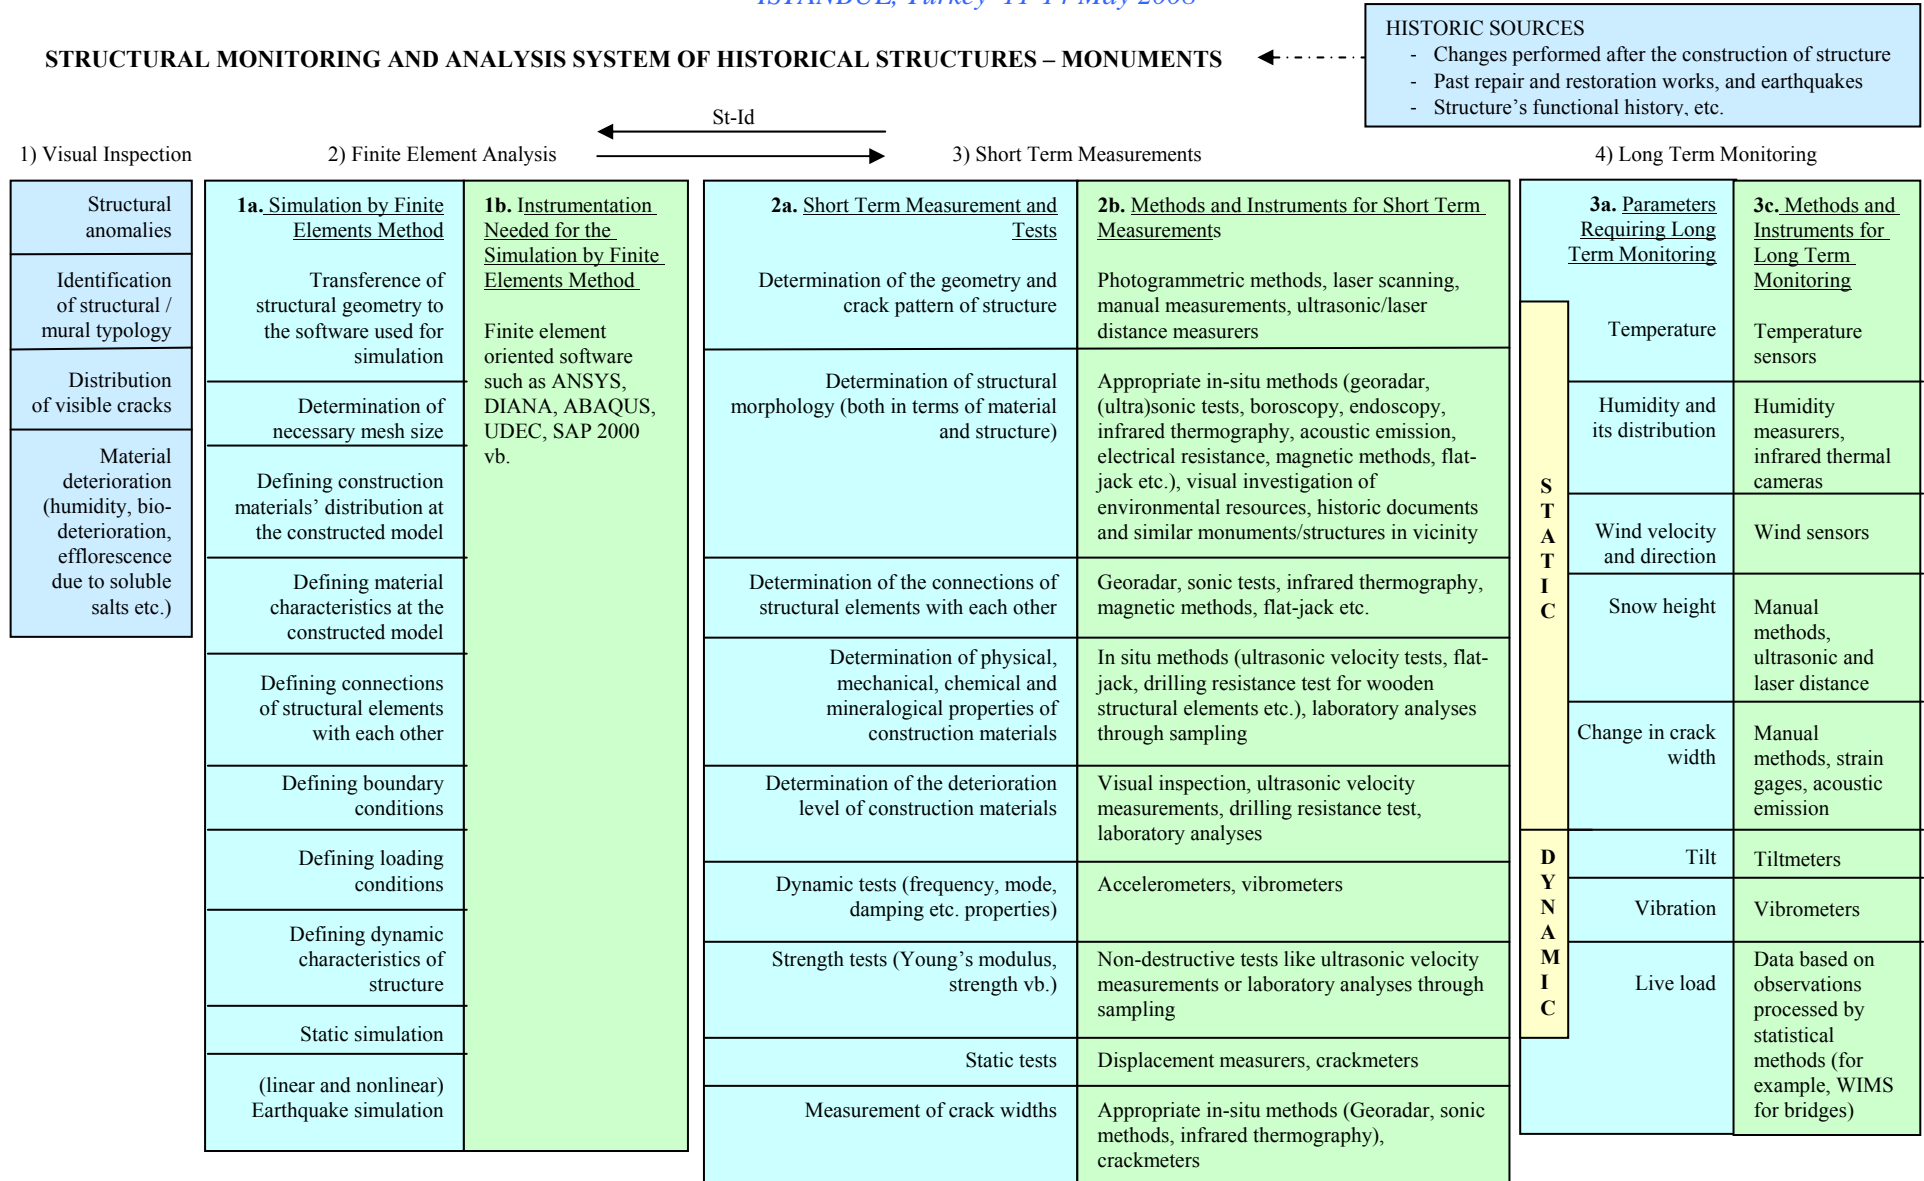 ISTANBUL, Turkey 11-14 May 2008
STRUCTURAL MONITORING AND ANALYSIS SYSTEM OF HISTORICAL STRUCTURES – MONUMENTS
HISTORIC SOURCES
- Changes performed after the construction of structure
- Past repair and restoration works, and earthquakes
- Structure's functional history, etc.
St-Id
1) Visual Inspection
2) Finite Element Analysis
3) Short Term Measurements
4) Long Term Monitoring
Structural
anomalies
Identification
of structural /
mural typology
Distribution
of visible cracks
Material
deterioration
(humidity, bio-
deterioration,
efflorescence
due to soluble
salts etc.)
1a. Simulation by Finite
Elements Method
Transference of
structural geometry to
the software used for
simulation
Determination of
necessary mesh size
Defining construction
materials' distribution at
the constructed model
Defining material
characteristics at the
constructed model
Defining connections
of structural elements
with each other
Defining boundary
conditions
Defining loading
conditions
Defining dynamic
characteristics of
structure
Static simulation
(linear and nonlinear)
Earthquake simulation
1b. Instrumentation
Needed for the
Simulation by Finite
Elements Method
Finite element
oriented software
such as ANSYS,
DIANA, ABAQUS,
UDEC, SAP 2000
vb.
2a. Short Term Measurement and
Tests
Determination of the geometry and
crack pattern of structure
Determination of structural
morphology (both in terms of material
and structure)
Determination of the connections of
structural elements with each other
Determination of physical,
mechanical, chemical and
mineralogical properties of
construction materials
Determination of the deterioration
level of construction materials
Dynamic tests (frequency, mode,
damping etc. properties)
Strength tests (Young's modulus,
strength vb.)
Static tests
Measurement of crack widths
2b. Methods and Instruments for Short Term
Measurements
Photogrammetric methods, laser scanning,
manual measurements, ultrasonic/laser
distance measurers
Appropriate in-situ methods (georadar,
(ultra)sonic tests, boroscopy, endoscopy,
infrared thermography, acoustic emission,
electrical resistance, magnetic methods, flat-
jack etc.), visual investigation of
environmental resources, historic documents
and similar monuments/structures in vicinity
Georadar, sonic tests, infrared thermography,
magnetic methods, flat-jack etc.
In situ methods (ultrasonic velocity tests, flat-
jack, drilling resistance test for wooden
structural elements etc.), laboratory analyses
through sampling
Visual inspection, ultrasonic velocity
measurements, drilling resistance test,
laboratory analyses
Accelerometers, vibrometers
Non-destructive tests like ultrasonic velocity
measurements or laboratory analyses through
sampling
Displacement measurers, crackmeters
Appropriate in-situ methods (Georadar, sonic
methods, infrared thermography),
crackmeters
STATIC
DYNAMIC
3a. Parameters
Requiring Long
Term Monitoring
Temperature
Humidity and
its distribution
Wind velocity
and direction
Snow height
Change in crack
width
Tilt
Vibration
Live load
3c. Methods and
Instruments for
Long Term
Monitoring
Temperature
sensors
Humidity
measurers,
infrared thermal
cameras
Wind sensors
Manual
methods,
ultrasonic and
laser distance
Manual
methods, strain
gages, acoustic
emission
Tiltmeters
Vibrometers
Data based on
observations
processed by
statistical
methods (for
example, WIMS
for bridges)